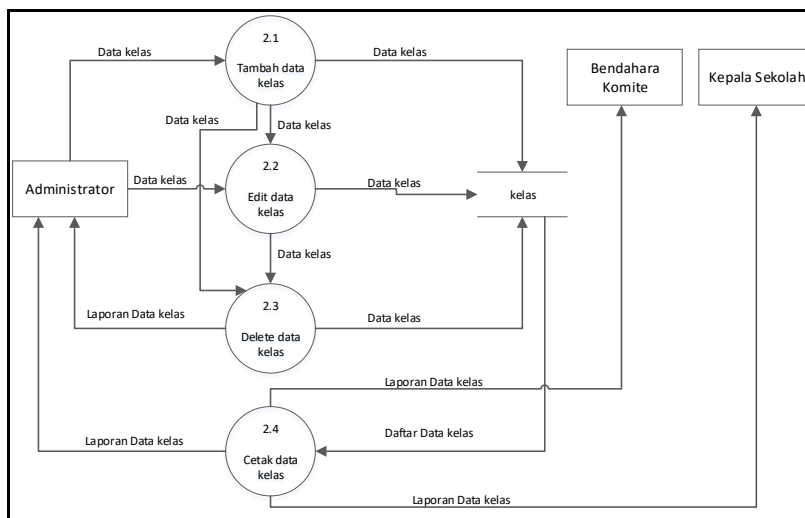 2.1
Tambah data
kelas
Data kelas
Data kelas
Bendahara
Komite
Kepala Sekolah
Data kelas
Data kelas
Administrator
Data kelas
2.2
Edit data
kelas
Data kelas
kelas
Data kelas
2.3
Delete data
kelas
Laporan Data kelas
Data kelas
Laporan Data kelas
2.4
Cetak data
kelas
Laporan Data kelas
Daftar Data kelas
Laporan Data kelas